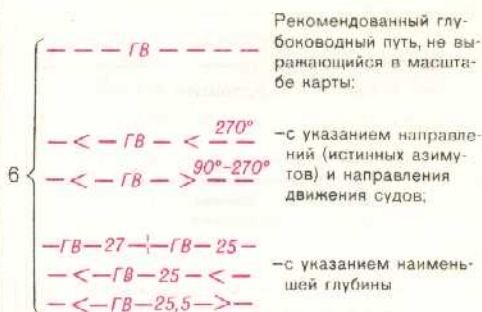 6
— — — ГВ — — — —
Рекомендованный глу-
боководный путь, не вы-
ражающийся в масшта-
бе карты:
— < — ГВ — < 270°
— < — ГВ — > 90°-270°
—с указанием направле-
ний (истинных азиму-
тов) и направления
движения судов;
—ГВ—27—¦—ГВ—25—
—<—ГВ—25—<—
—<—ГВ—25,5—>—
—с указанием наимень-
шей глубины